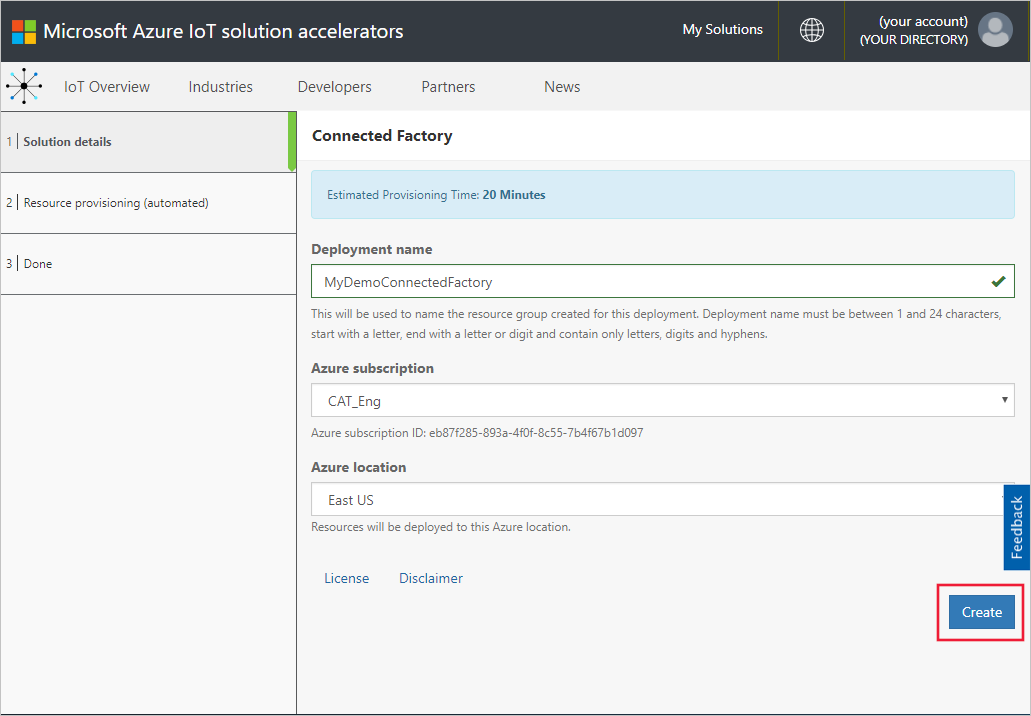 Microsoft Azure IoT solution accelerators
My Solutions
(your account)
(YOUR DIRECTORY)
IoT Overview
Industries
Developers
Partners
News
1 Solution details
2 Resource provisioning (automated)
3 Done
Connected Factory
Estimated Provisioning Time: 20 Minutes
Deployment name
MyDemoConnectedFactory
This will be used to name the resource group created for this deployment. Deployment name must be between 1 and 24 characters,
start with a letter, end with a letter or digit and contain only letters, digits and hyphens.
Azure subscription
CAT_Eng
Azure subscription ID: eb87f285-893a-4f0f-8c55-7b4f67b1d097
Azure location
East US
Resources will be deployed to this Azure location.
Feedback
License
Disclaimer
Create